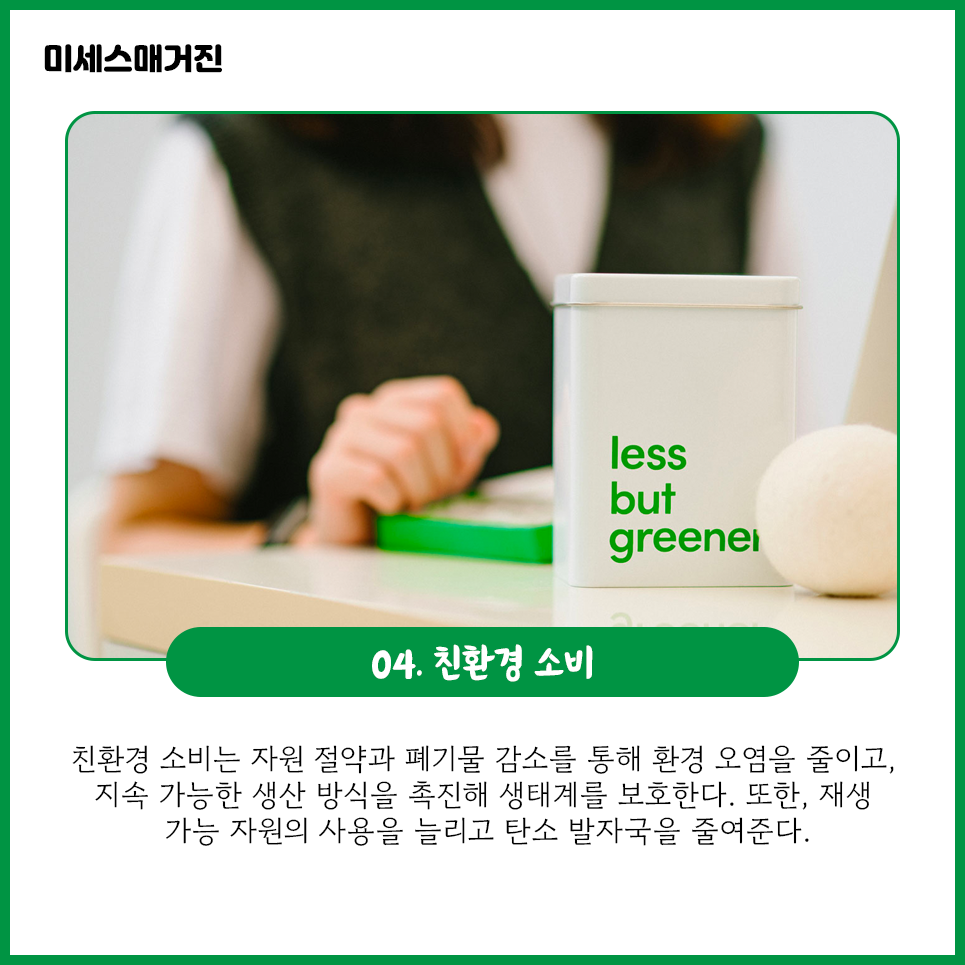 미세스매거진
less
but
greener
04. 친환경 소비
친환경 소비는 자원 절약과 폐기물 감소를 통해 환경 오염을 줄이고,
지속 가능한 생산 방식을 촉진해 생태계를 보호한다. 또한, 재생
가능 자원의 사용을 늘리고 탄소 발자국을 줄여준다.